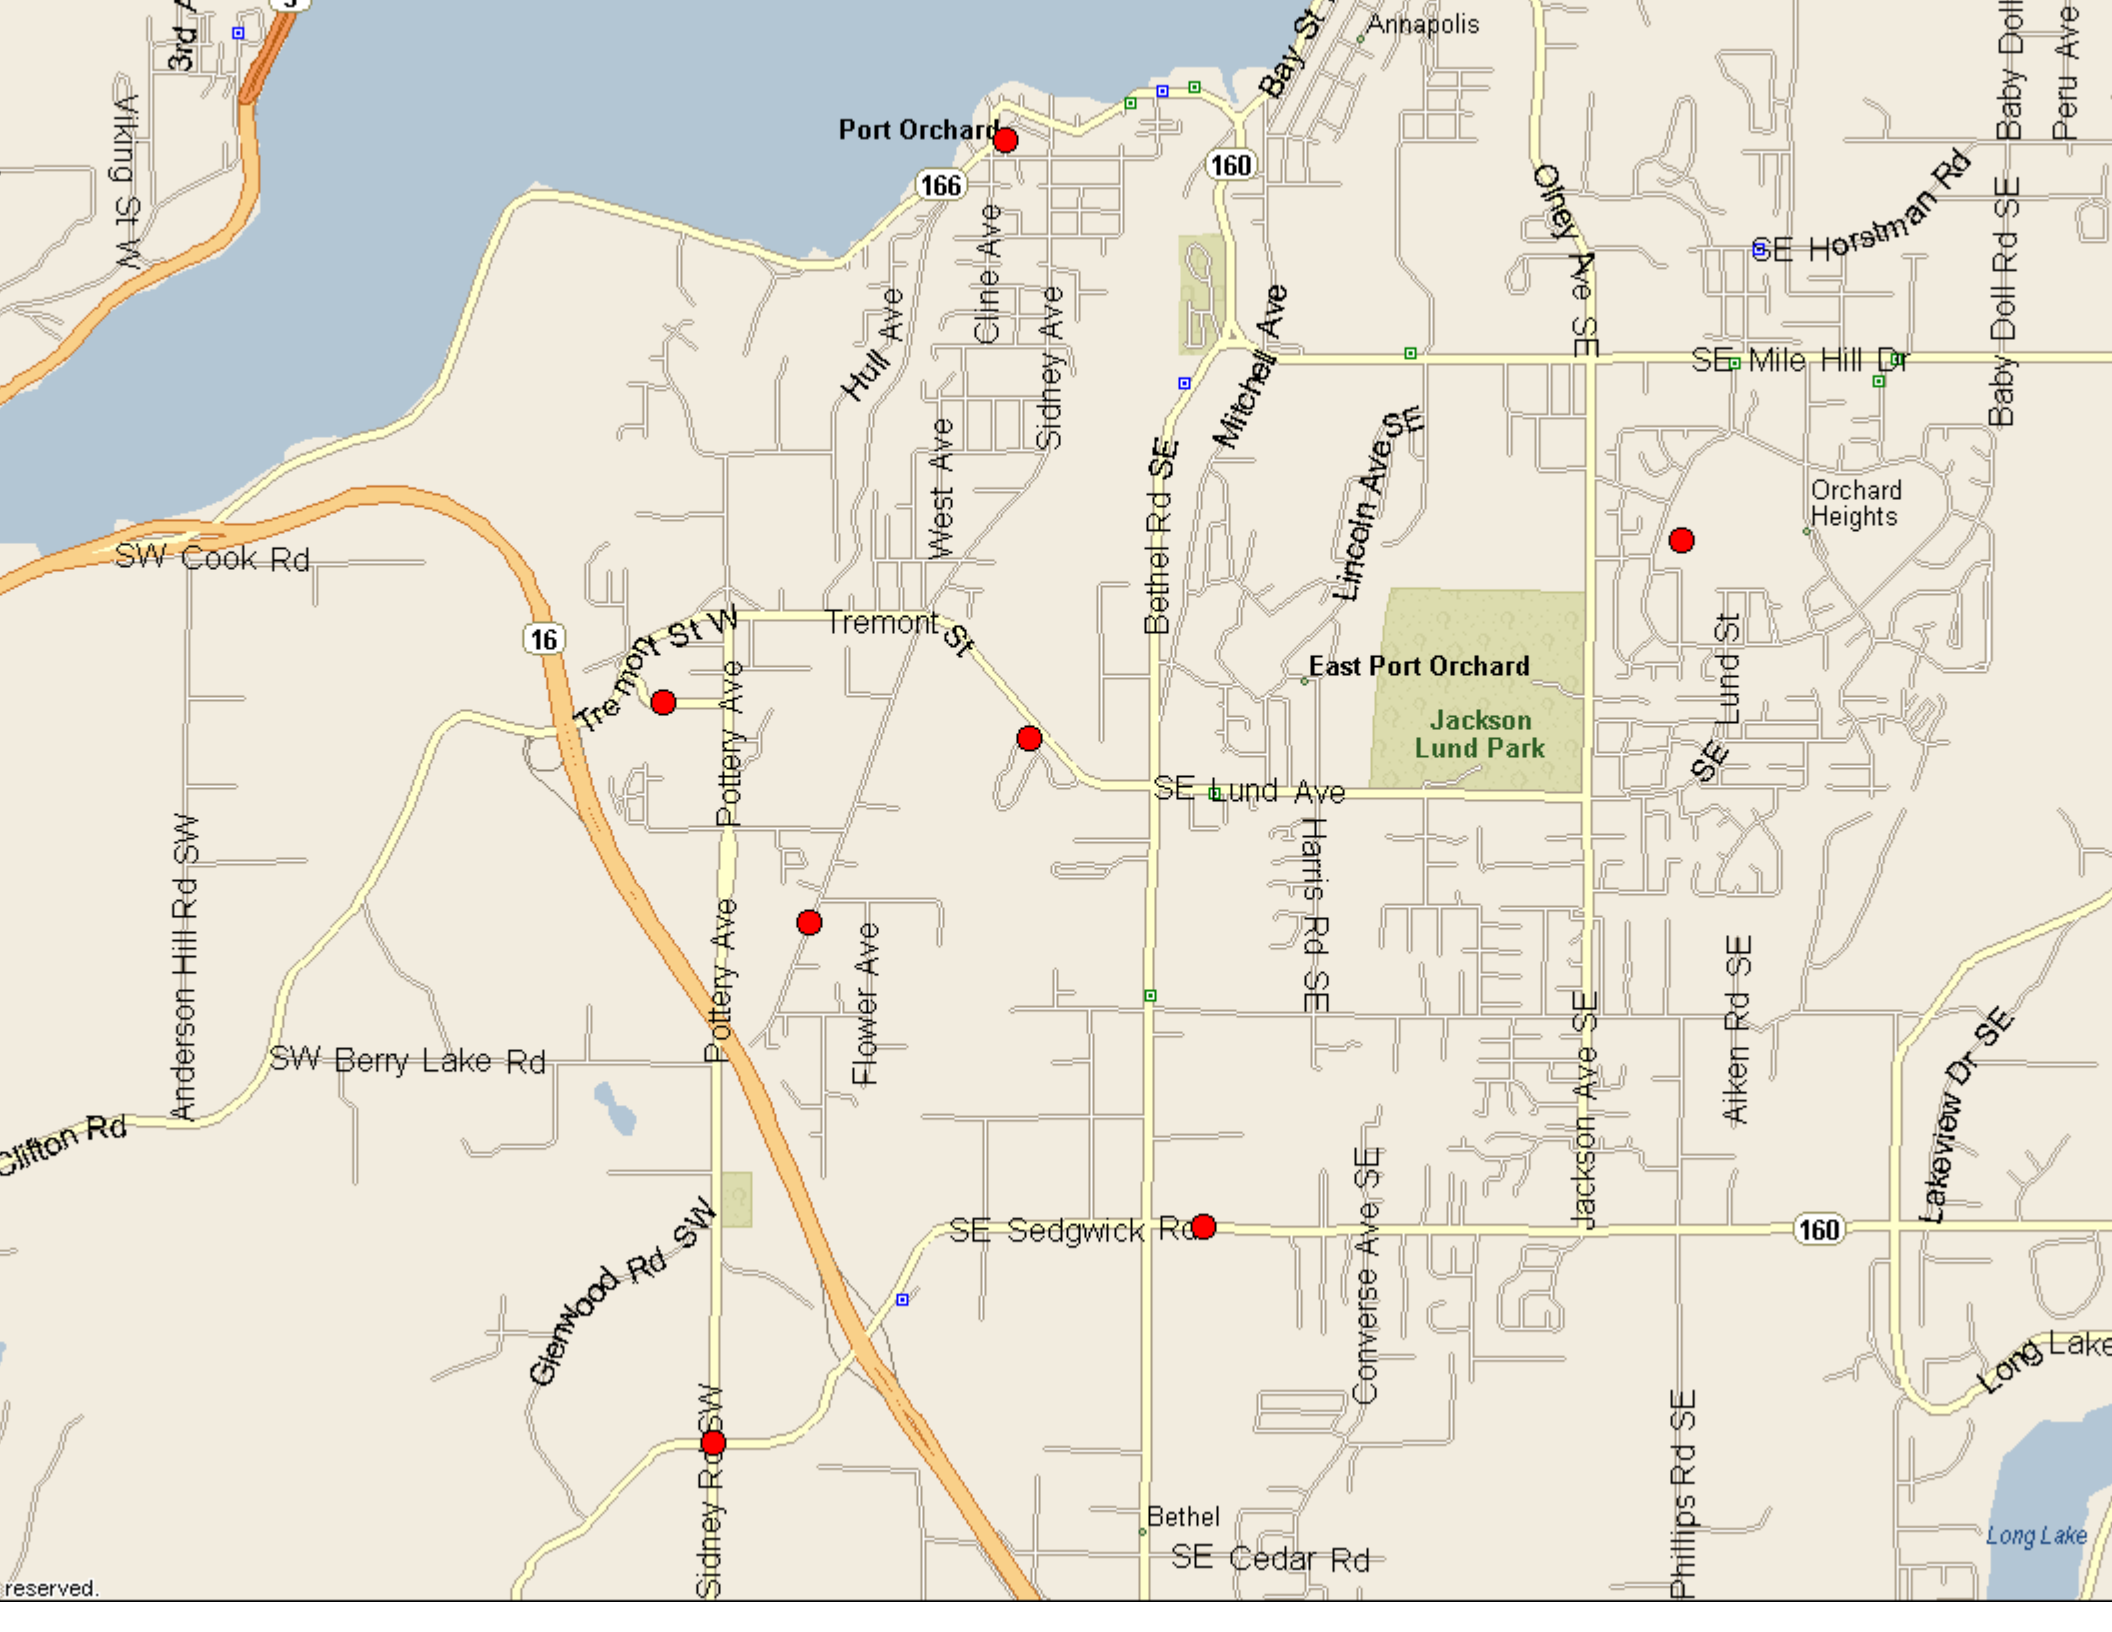 3
3rd A
Annapolis
Bay St
Baby Doll
Peru Ave
Viking St W
Port Orchard
166
160
Olney Ave SE
SE Horstman Rd
Baby Doll Rd SE
Cline Ave
Hull Ave
Sidney Ave
Mitchell Ave
SE Mile Hill Dr
West Ave
Bethel Rd SE
Lincoln Ave SE
Orchard
Heights
SW Cook Rd
16
Tremont St W
Tremont St
East Port Orchard
Jackson
Lund Park
SE Lund St
Pottery Ave
SE Lund Ave
Harris Rd SE
Anderson Hill Rd SW
Pottery Ave
Flower Ave
Aiken Rd SE
Jackson Ave SE
Lakeview Dr SE
SW Berry Lake Rd
Clifton Rd
Glenwood Rd SW
SE Sedgwick Rd
160
Converse Ave SE
Long Lake
Sidney Rd SW
Phillips Rd SE
Bethel
SE Cedar Rd
Long Lake
reserved.